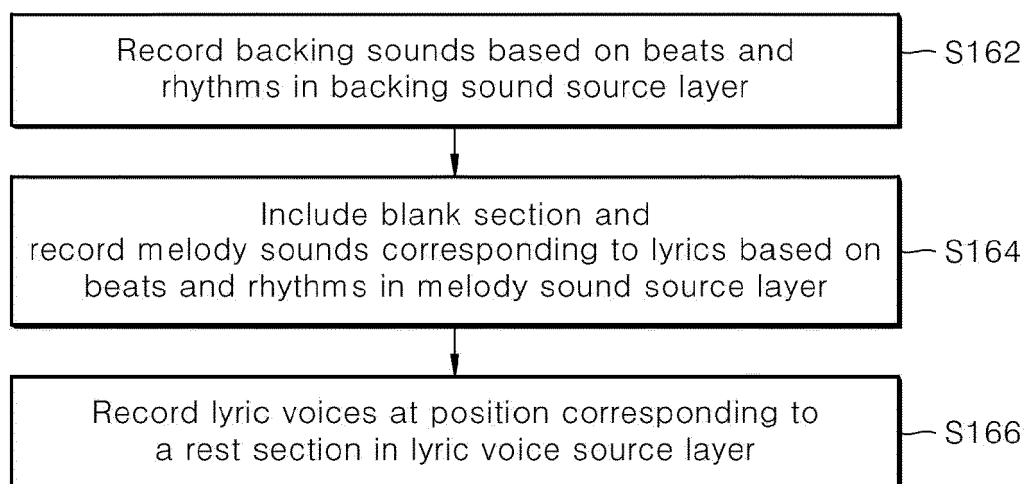 Record backing sounds based on beats and
rhythms in backing sound source layer
S162
Include blank section and
record melody sounds corresponding to lyrics based on
beats and rhythms in melody sound source layer
S164
Record lyric voices at position corresponding to
a rest section in lyric voice source layer
S166